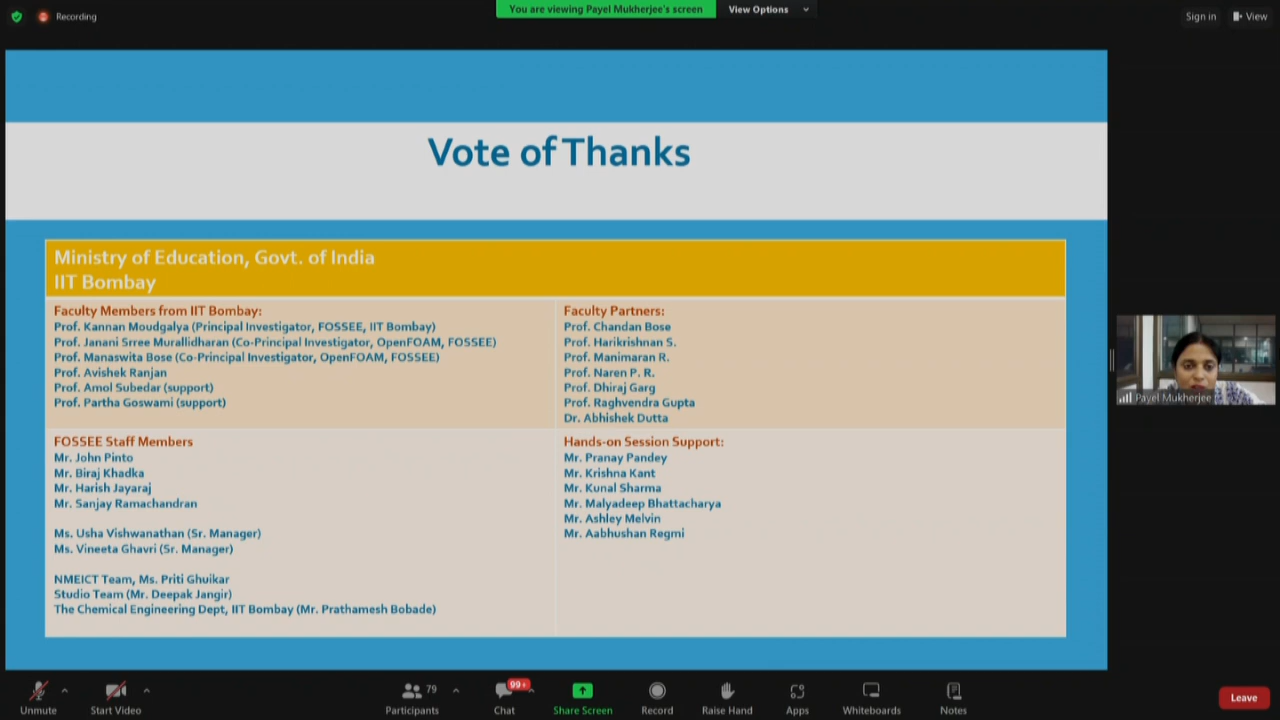 Recording
You are viewing Payel Mukherjee's screen
View Options
Sign in
View
Vote of Thanks
Ministry of Education, Govt. of India
IIT Bombay
Faculty Members from IIT Bombay:
Prof. Kannan Moudgalya (Principal Investigator, FOSSEE, IIT Bombay)
Prof. Janani Srree Murallidharan (Co-Principal Investigator, OpenFOAM, FOSSEE)
Prof. Manaswita Bose (Co-Principal Investigator, OpenFOAM, FOSSEE)
Prof. Avishek Ranjan
Prof. Amol Subedar (support)
Prof. Partha Goswami (support)
Faculty Partners:
Prof. Chandan Bose
Prof. Harikrishnan S.
Prof. Manimaran R.
Prof. Naren P. R.
Prof. Dhiraj Garg
Prof. Raghvendra Gupta
Dr. Abhishek Dutta
FOSSEE Staff Members
Mr. John Pinto
Mr. Biraj Khadka
Mr. Harish Jayaraj
Mr. Sanjay Ramachandran
Ms. Usha Vishwanathan (Sr. Manager)
Ms. Vineeta Ghavri (Sr. Manager)
NMEICT Team, Ms. Priti Ghuikar
Studio Team (Mr. Deepak Jangir)
The Chemical Engineering Dept, IIT Bombay (Mr. Prathamesh Bobade)
Hands-on Session Support:
Mr. Pranay Pandey
Mr. Krishna Kant
Mr. Kunal Sharma
Mr. Malyadeep Bhattacharya
Mr. Ashley Melvin
Mr. Aabhushan Regmi
Payel Mukherjee
Unmute
Start Video
79
Participants
99+
Chat
Share Screen
Record
Raise Hand
Apps
Whiteboards
Notes
Leave